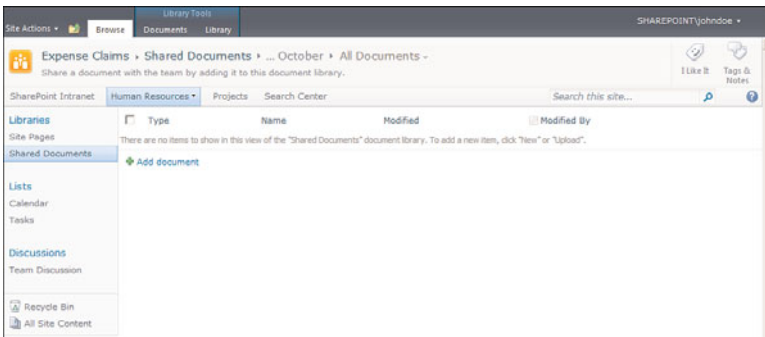 Library Tools
Site Actions Browse Documents Library SHAREPOINT\johndoe
Expense Claims Shared Documents ... October All Documents
Share a document with the team by adding it to this document library.
I Like It Tags & Notes
SharePoint Intranet Human Resources Projects Search Center Search this site...
Libraries
Site Pages
Shared Documents
Lists
Calendar
Tasks
Discussions
Team Discussion
Recycle Bin
All Site Content
Type Name Modified Modified By
There are no items to show in this view of the "Shared Documents" document library. To add a new item, click "New" or "Upload".
Add document